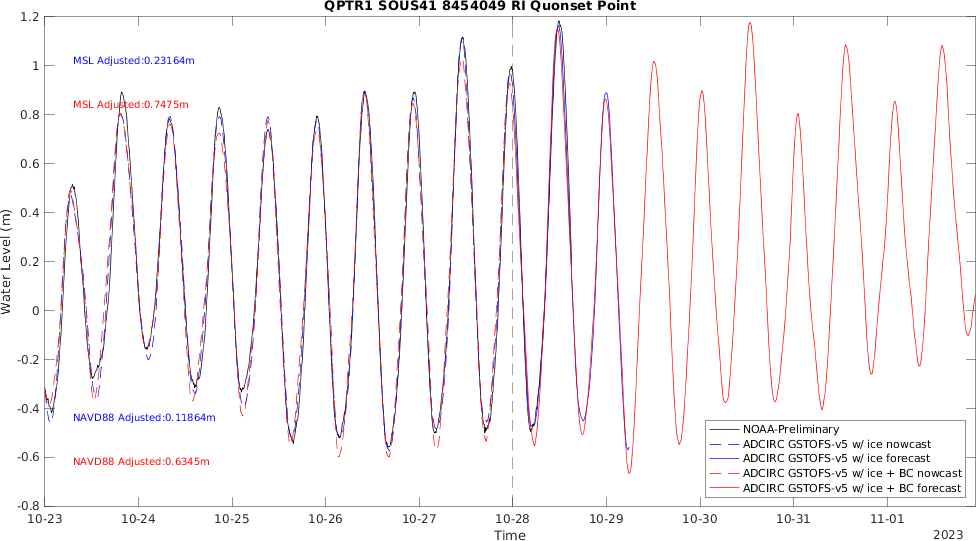 QPTR1 SOUS41 8454049 RI Quonset Point
1.2
1
0.8
0.6
0.4
0.2
0
-0.2
-0.4
-0.6
-0.8
Water Level (m)
MSL Adjusted:0.23164m
MSL Adjusted:0.7475m
NAVD88 Adjusted:0.11864m
NAVD88 Adjusted:0.6345m
NOAA-Preliminary
ADCIRC GSTOFS-v5 w/ ice nowcast
ADCIRC GSTOFS-v5 w/ ice forecast
ADCIRC GSTOFS-v5 w/ ice + BC nowcast
ADCIRC GSTOFS-v5 w/ ice + BC forecast
10-23 10-24 10-25 10-26 10-27 10-28 10-29 10-30 10-31 11-01
Time
2023